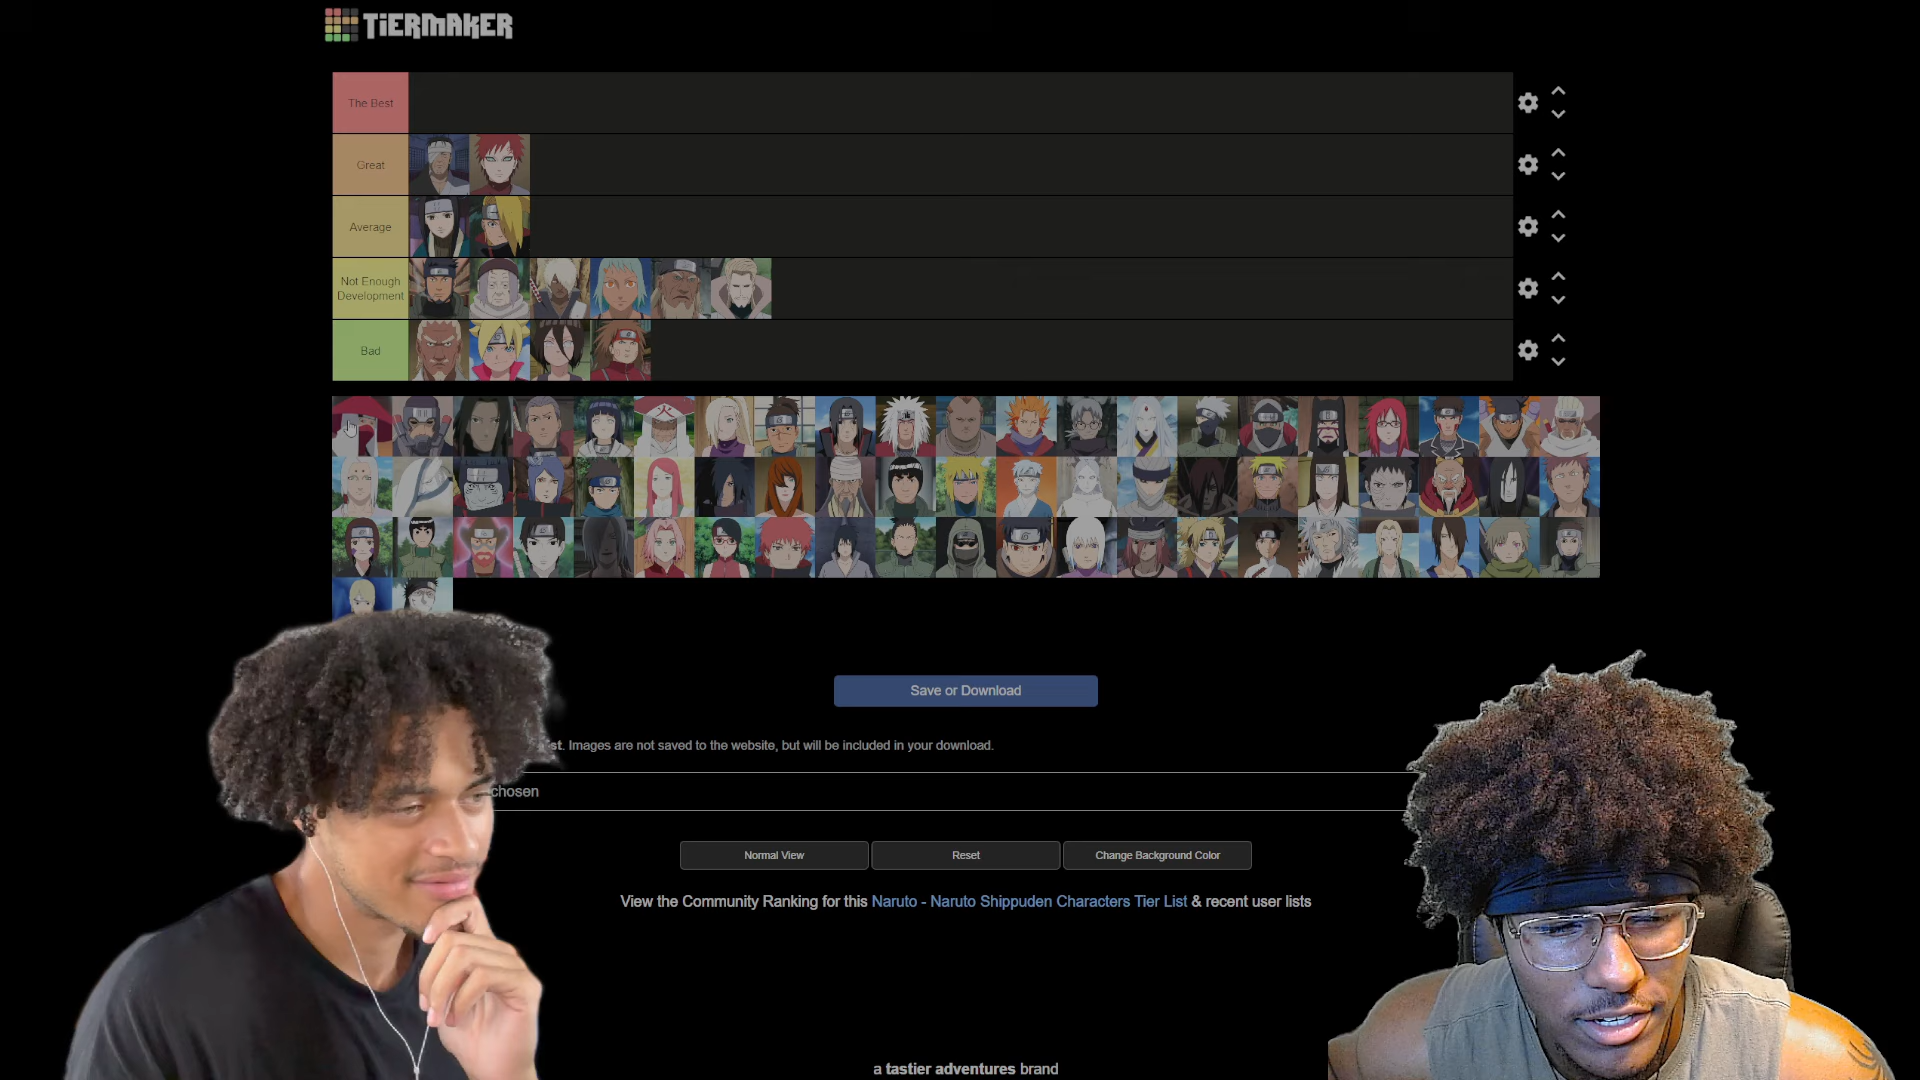 TiERMAKER
The Best
Great
Average
Not Enough
Development
Bad
Save or Download
st. Images are not saved to the website, but will be included in your download.
chosen
Normal View
Reset
Change Background Color
View the Community Ranking for this Naruto - Naruto Shippuden Characters Tier List & recent user lists
a tastier adventures brand